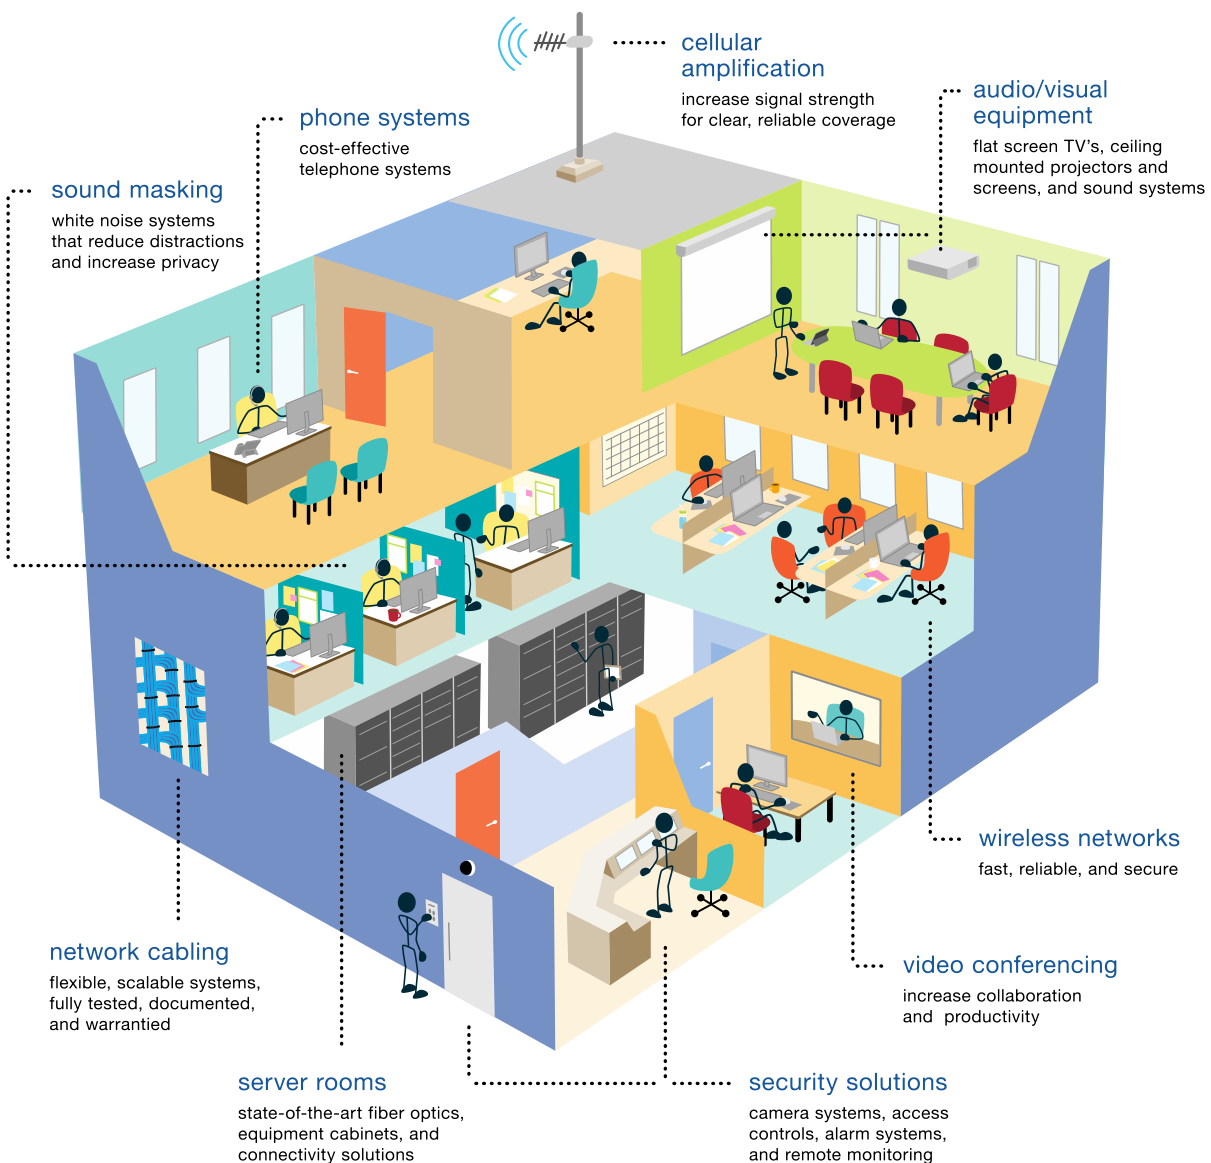 cellular
amplification
increase signal strength
for clear, reliable coverage
audio/visual
equipment
flat screen TV's, ceiling
mounted projectors and
screens, and sound systems
phone systems
cost-effective
telephone systems
sound masking
white noise systems
that reduce distractions
and increase privacy
wireless networks
fast, reliable, and secure
network cabling
flexible, scalable systems,
fully tested, documented,
and warrantied
video conferencing
increase collaboration
and productivity
server rooms
state-of-the-art fiber optics,
equipment cabinets, and
connectivity solutions
security solutions
camera systems, access
controls, alarm systems,
and remote monitoring